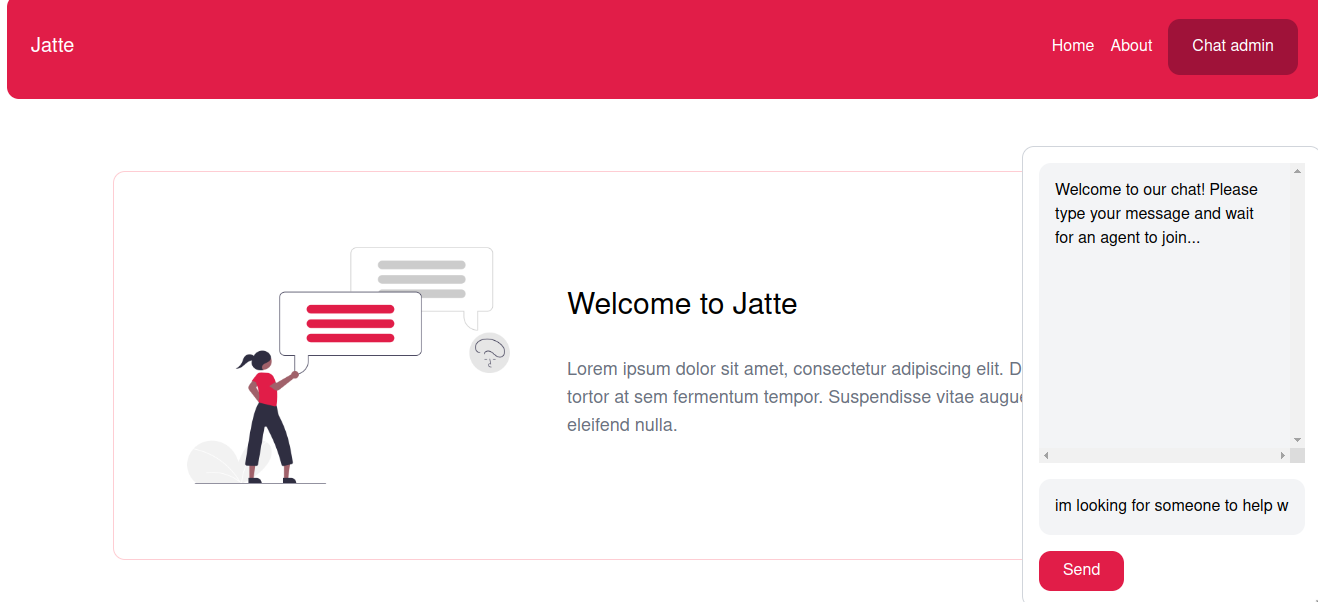 Jatte
Home
About
Chat admin
Welcome to Jatte
Lorem ipsum dolor sit amet, consectetur adipiscing elit. D
tortor at sem fermentum tempor. Suspendisse vitae augue
eleifend nulla.
Welcome to our chat! Please
type your message and wait
for an agent to join...
im looking for someone to help w
Send